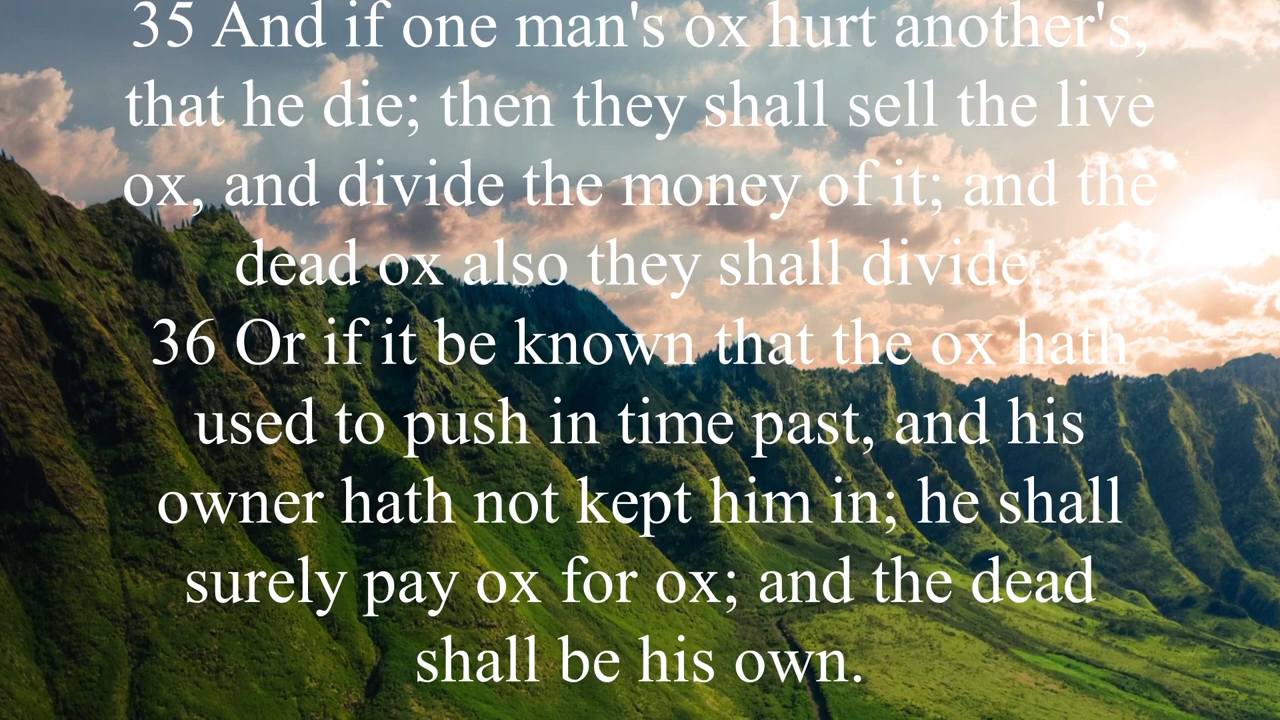 35 And if one man's ox hurt another's,
that he die; then they shall sell the live
ox, and divide the money of it; and the
dead ox also they shall divide.
36 Or if it be known that the ox hath
used to push in time past, and his
owner hath not kept him in; he shall
surely pay ox for ox; and the dead
shall be his own.